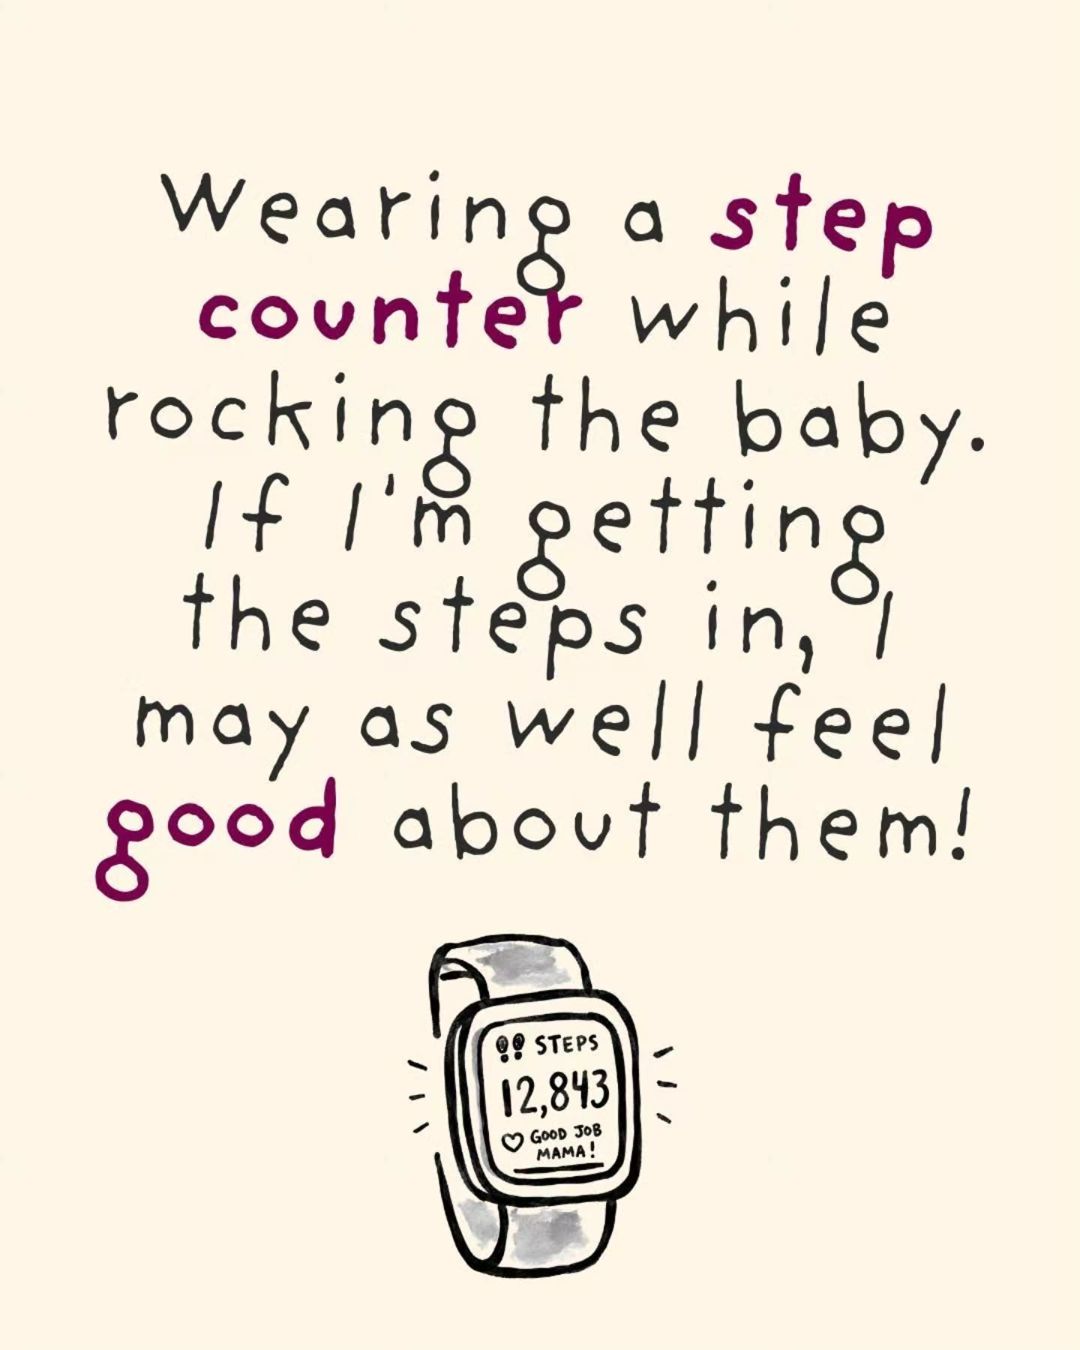 Wearing a step
counter while
rocking the baby.
If I'm getting
the steps in, I
may as well feel
good about them!
STEPS
12,843
GOOD JOB
MAMA!